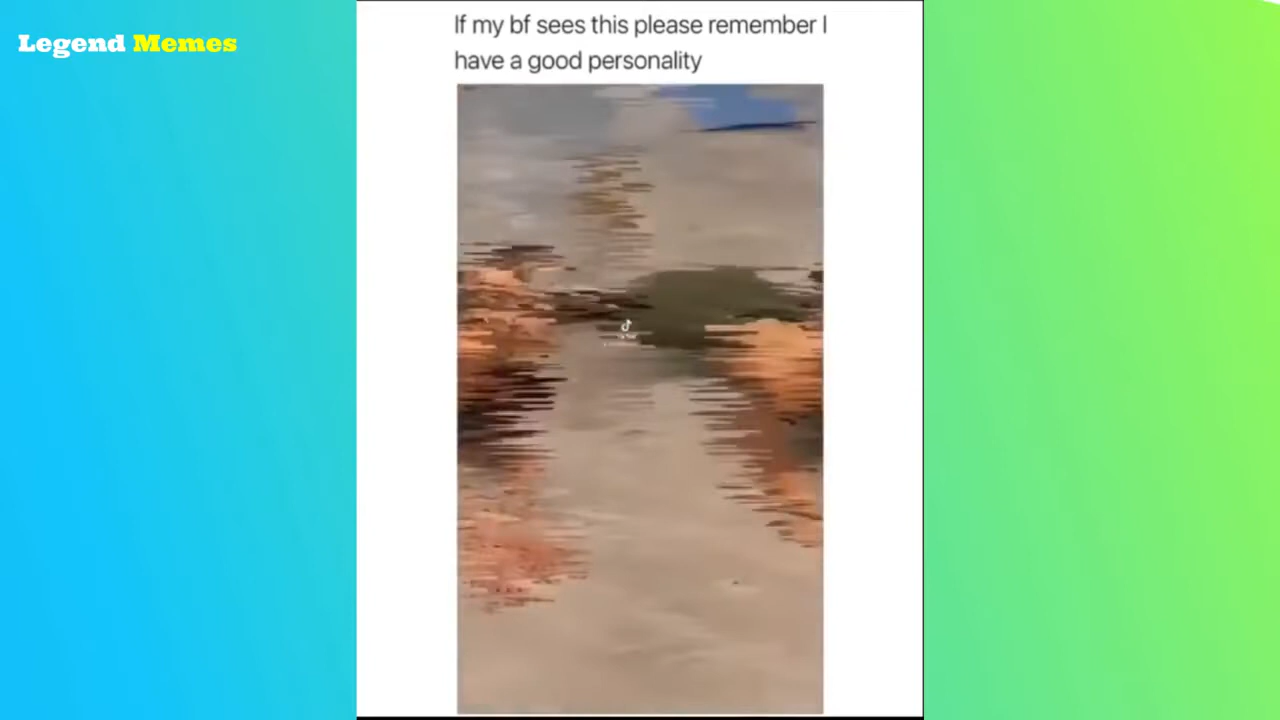 Legend Memes
If my bf sees this please remember I
have a good personality